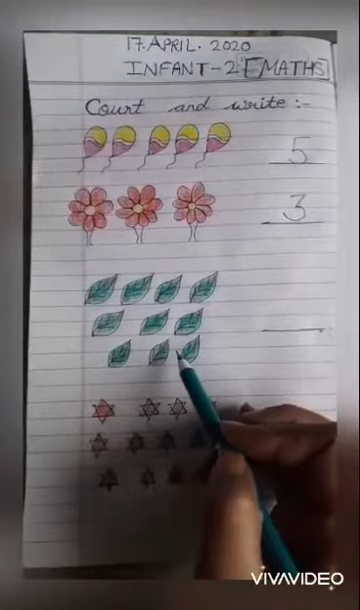 17.APRIL. 2020
INFANT-2 MATHS
Count and write:-
5
3
VIVAVIDEO